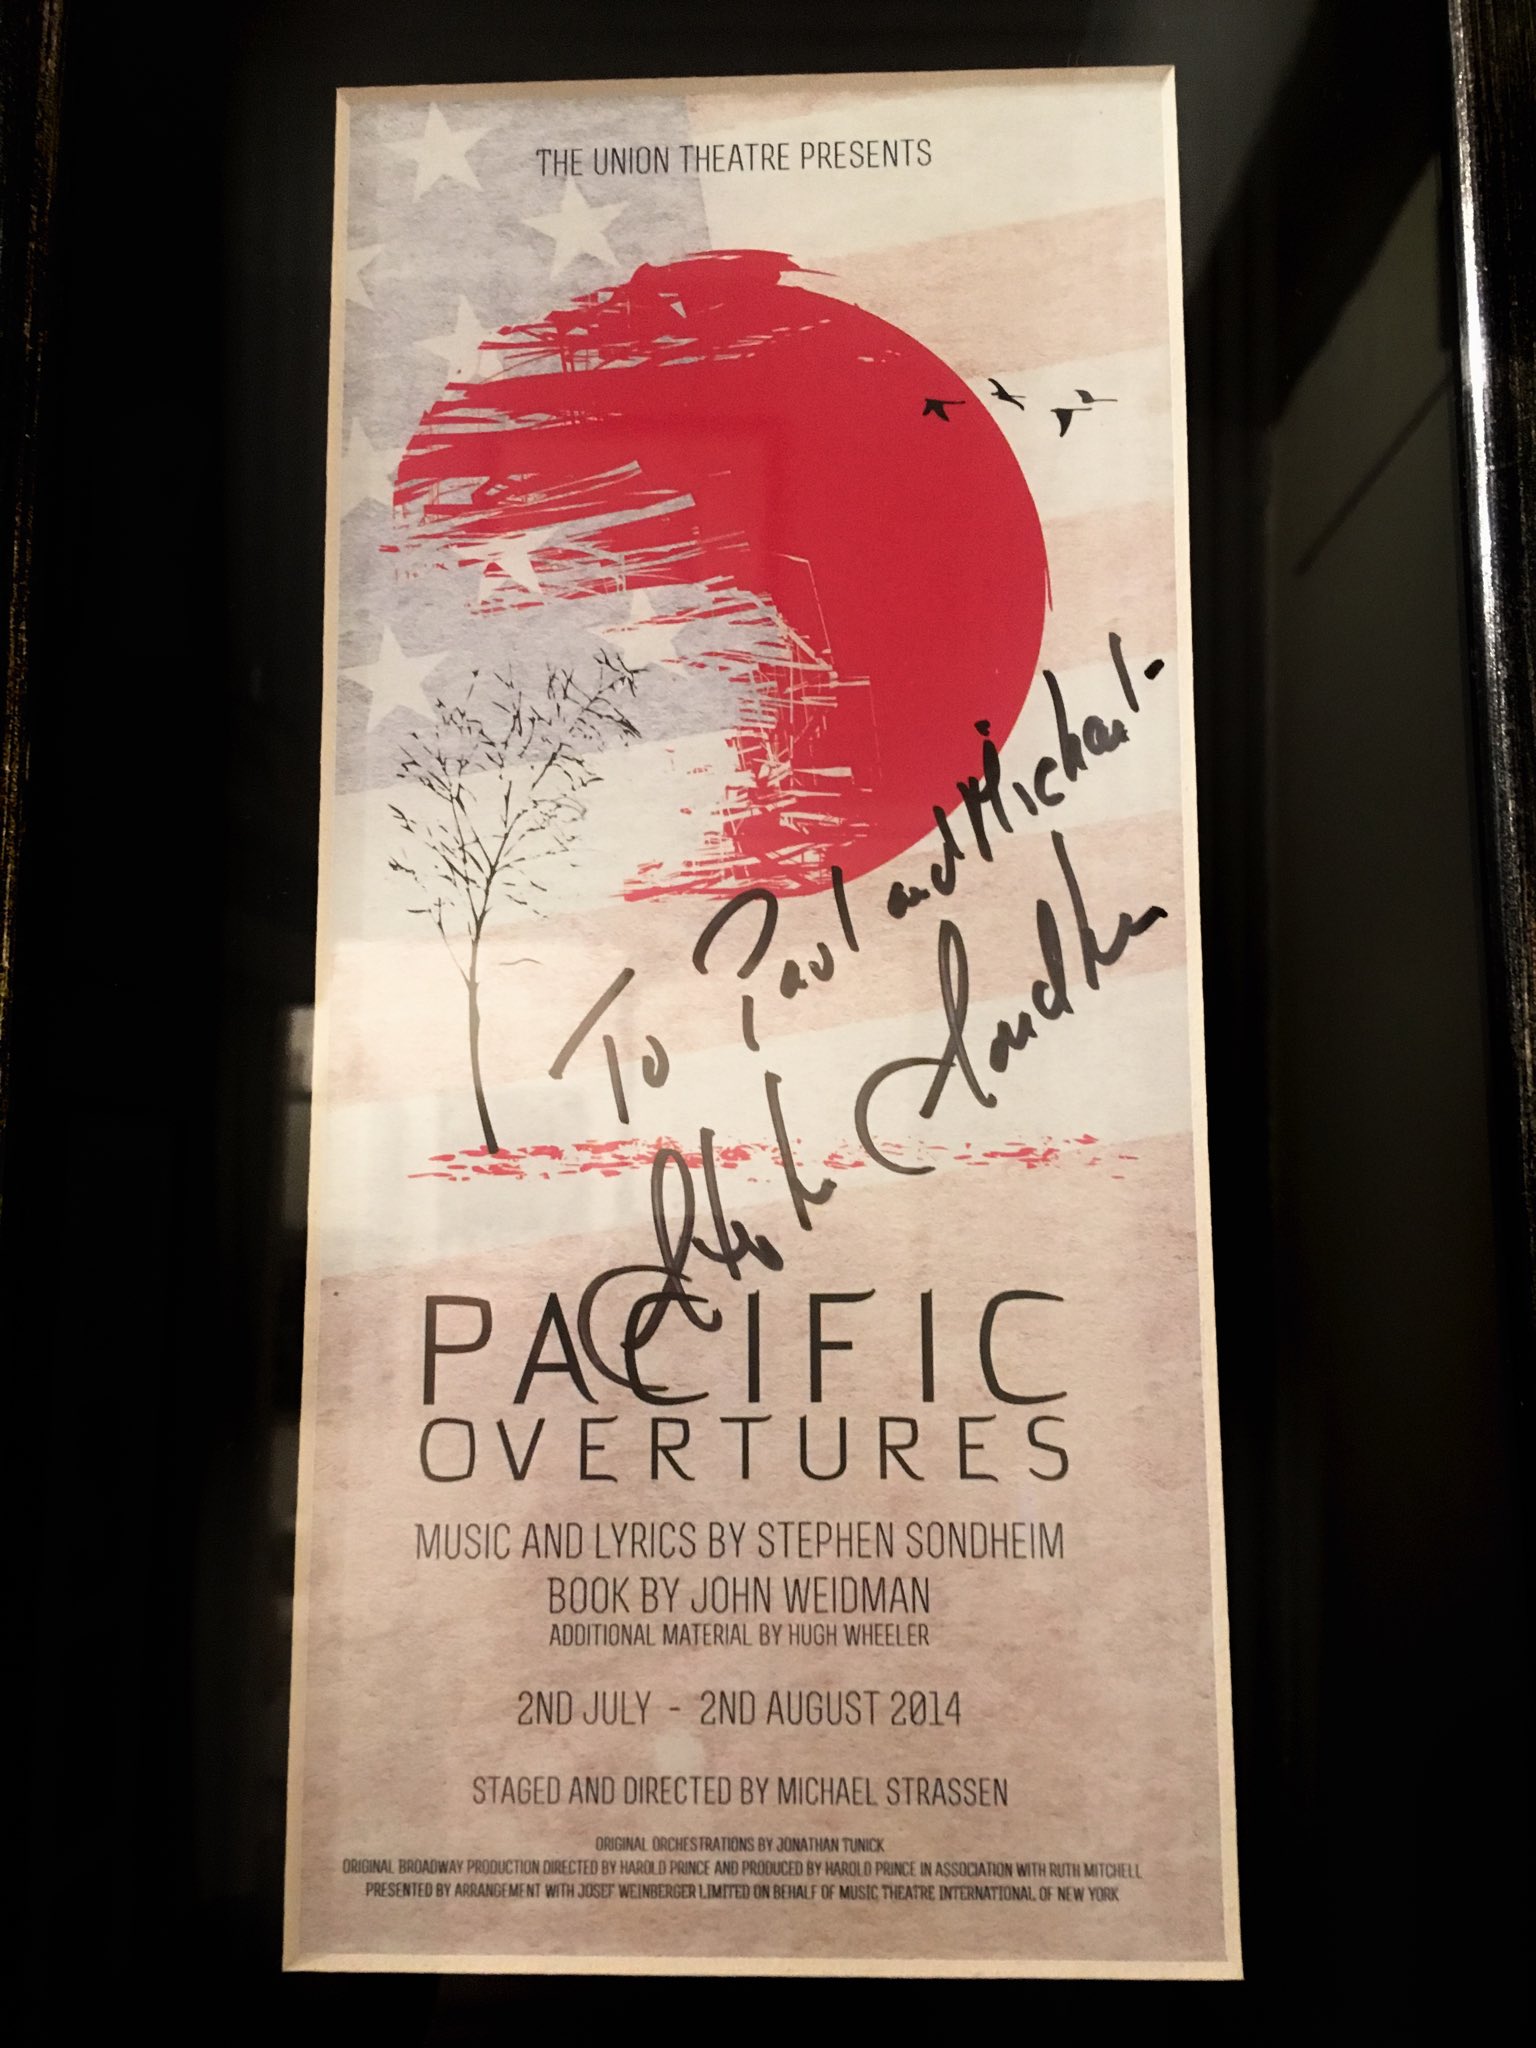 THE UNION THEATRE PRESENTS
To Paul and Michael -
Stephen Sondheim
PACIFIC
OVERTURES
MUSIC AND LYRICS BY STEPHEN SONDHEIM
BOOK BY JOHN WEIDMAN
ADDITIONAL MATERIAL BY HUGH WHEELER
2ND JULY - 2ND AUGUST 2014
STAGED AND DIRECTED BY MICHAEL STRASSEN
ORIGINAL ORCHESTRATIONS BY JONATHAN TUNICK
ORIGINAL BROADWAY PRODUCTION DIRECTED BY HAROLD PRINCE AND PRODUCED BY HAROLD PRINCE IN ASSOCIATION WITH RUTH MITCHELL
PRESENTED BY ARRANGEMENT WITH JOSEF WEINBERGER LIMITED ON BEHALF OF MUSIC THEATRE INTERNATIONAL OF NEW YORK